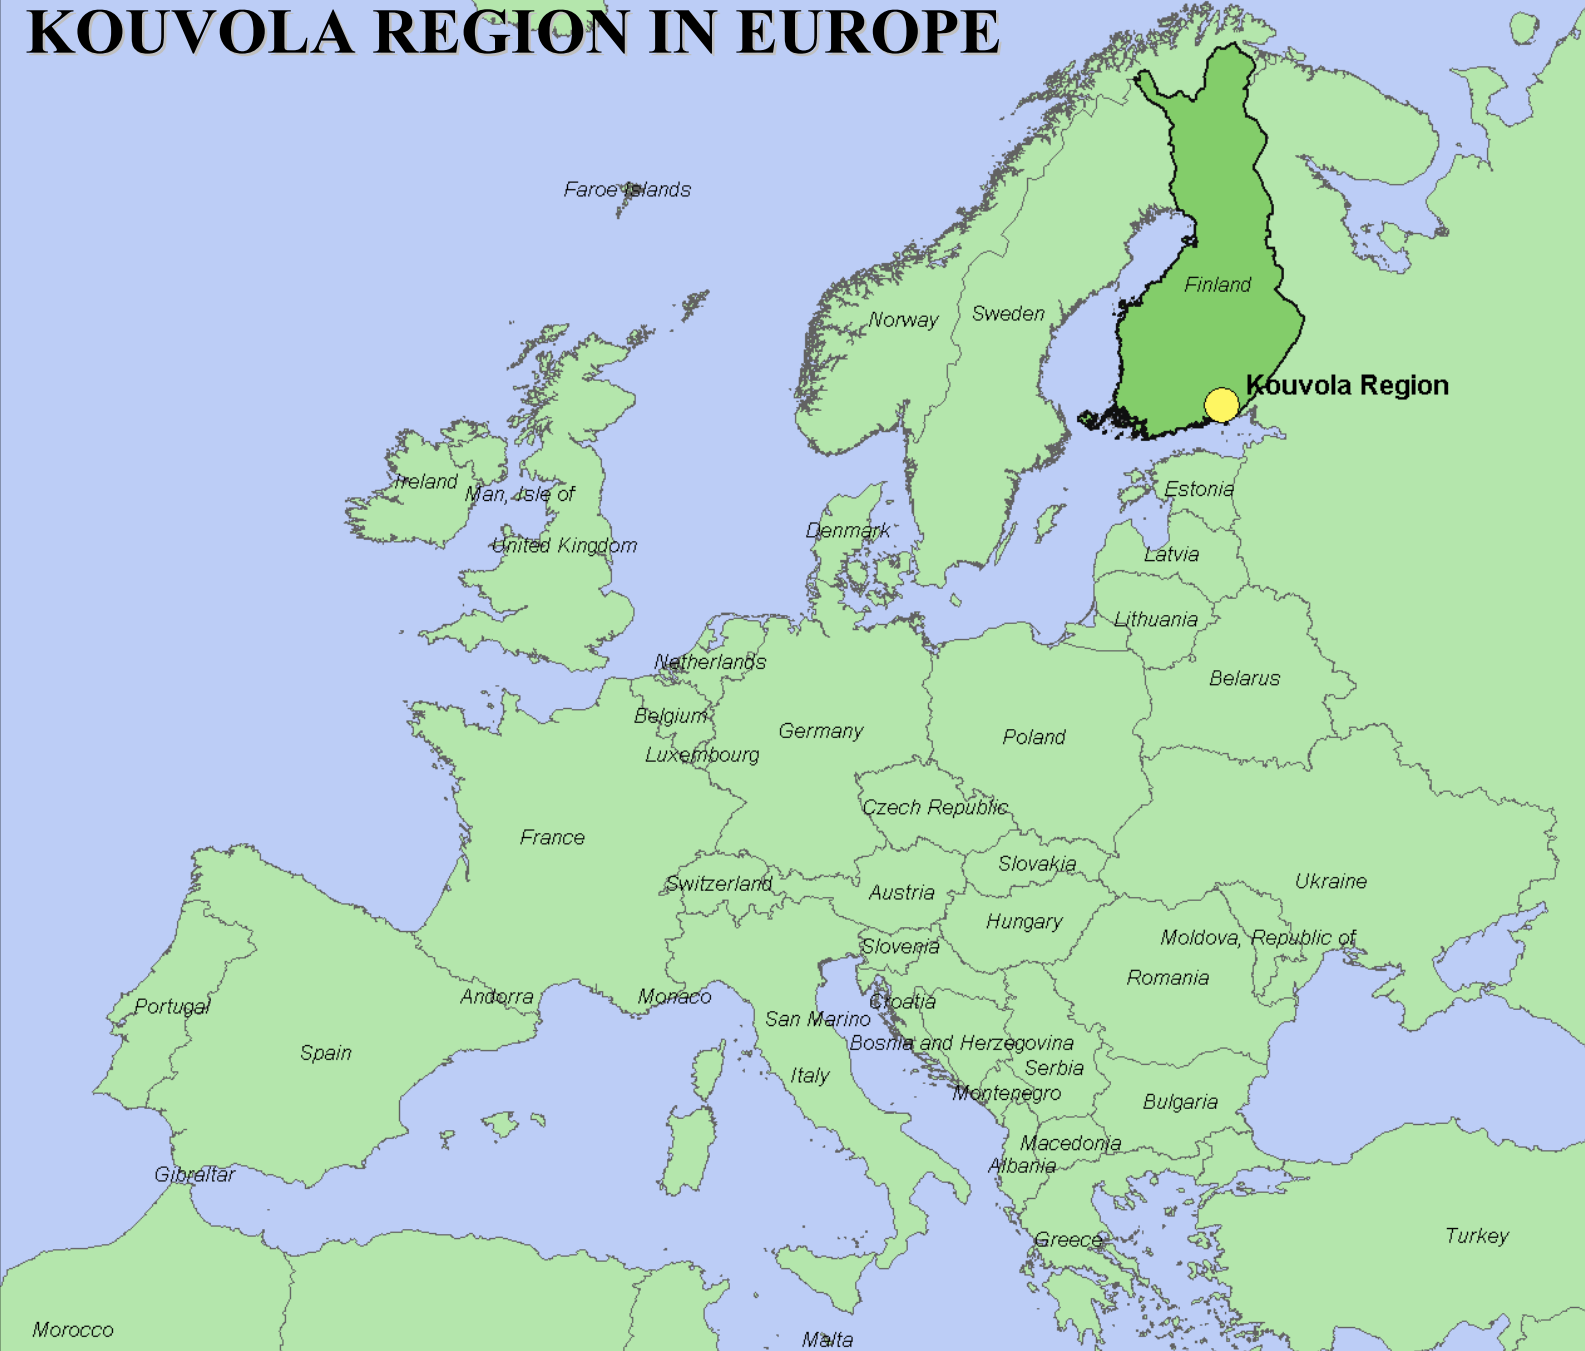 KOUVOLA REGION IN EUROPE
Faroe Islands
Finland
Norway
Sweden
Kouvola Region
Ireland
Man, Isle of
Estonia
Denmark
United Kingdom
Latvia
Lithuania
Netherlands
Belarus
Belgium
Germany
Poland
Luxembourg
Czech Republic
France
Slovakia
Switzerland
Austria
Ukraine
Hungary
Moldova, Republic of
Slovenia
Romania
Andorra
Monaco
Croatia
Portugal
San Marino
Bosnia and Herzegovina
Spain
Serbia
Italy
Montenegro
Bulgaria
Macedonia
Albania
Gibraltar
Greece
Turkey
Morocco
Malta